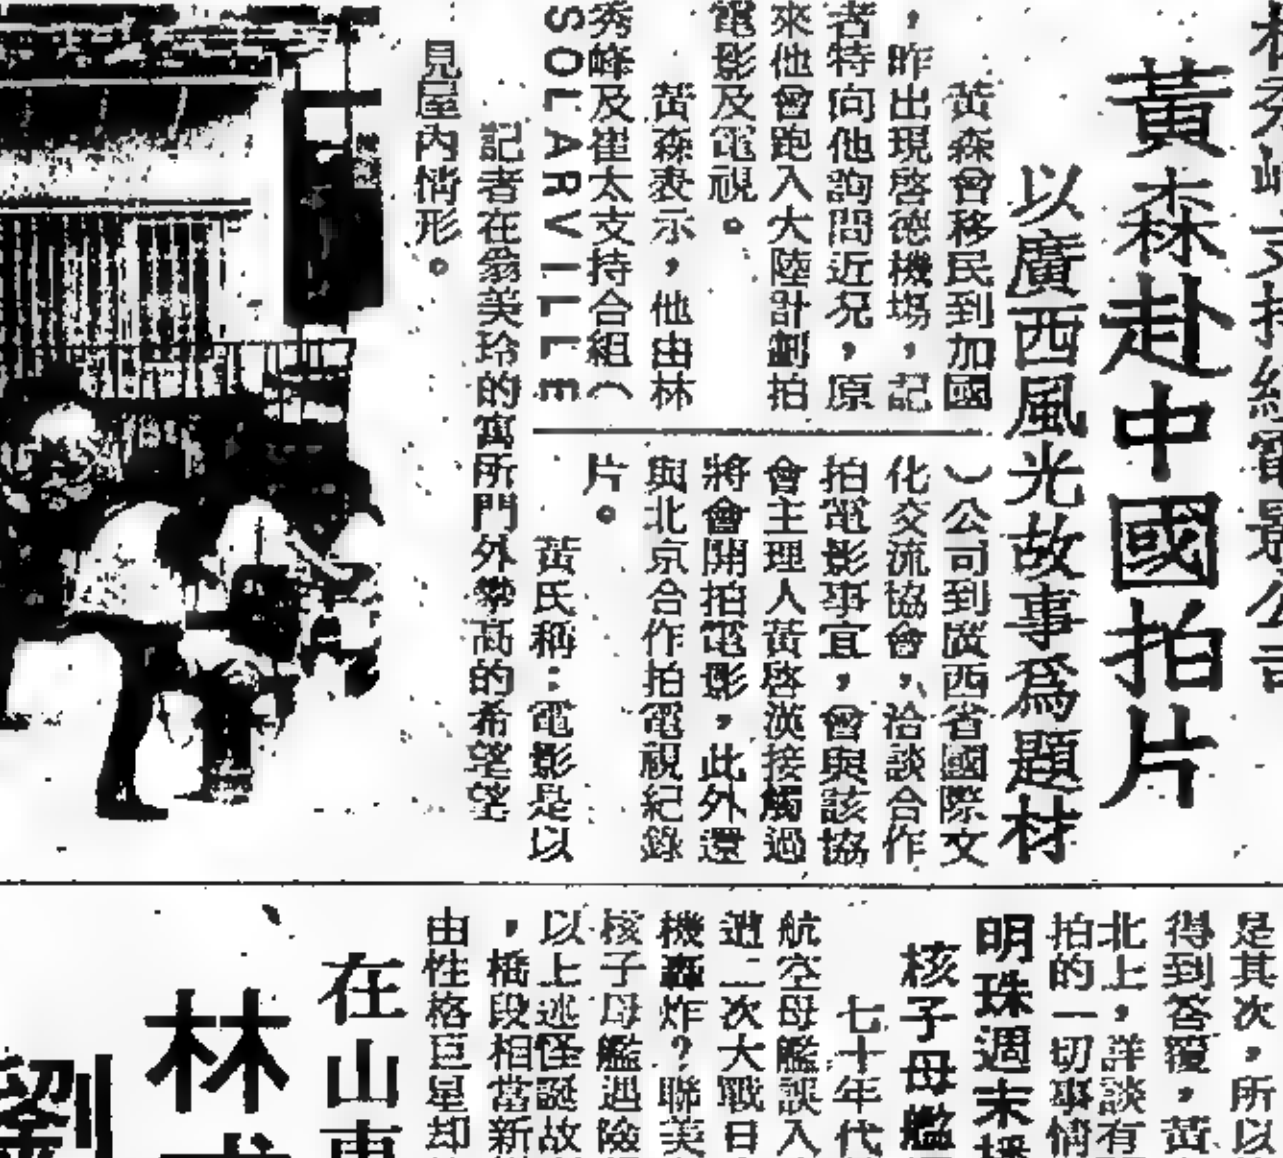 黃森赴中國拍片
以廣西風光故事為題材
黃森曾移民到加國
，昨出現啓德機場，記
者特向他詢問近況，原
來他曾跑入大陸計劃拍
電影及電視。
黃森表示，他由林
秀峰及崔太支持合組（
SOLARVILLE
）公司到廣西省國際文
化交流協會，洽談合作
拍電影事宜，曾與該協
會主理人黃啓漢接觸過
將會開拍電影，此外還
與北京合作拍電視紀錄
片。
黃氏稱：電影是以
記者在翁美玲的寓所門外攀高的希望望
見屋內情形。
是其次，所以
得到答覆，黃
北上，詳談有
拍的一切事情
明珠週末播
核子母艦
七十年代
航空母艦誤入
進二次大戰日
機轟炸？聯美
核子母艦遇險
以上述怪誕故
，橋段相當新
由性格巨星却
在山東
林
劉